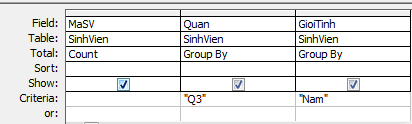 Field: MaSV Quan GioiTinh
Table: SinhVien SinhVien SinhVien
Total: Count Group By Group By
Sort:
Show:
Criteria: "Q3" "Nam"
or: